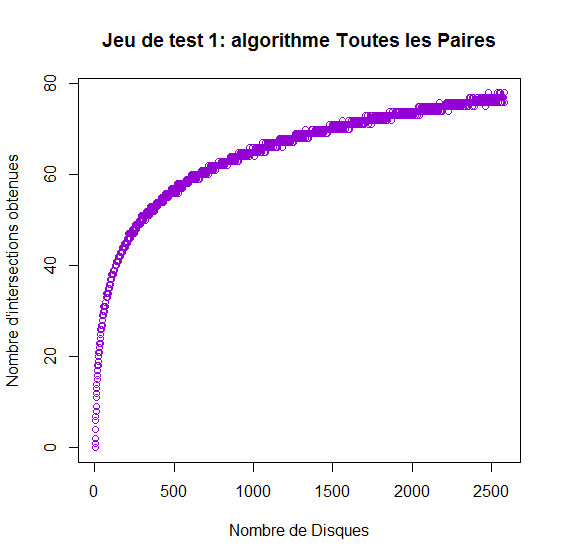 Jeu de test 1: algorithme Toutes les Paires
Nombre d'intersections obtenues
80
60
40
20
0
0 500 1000 1500 2000 2500
Nombre de Disques